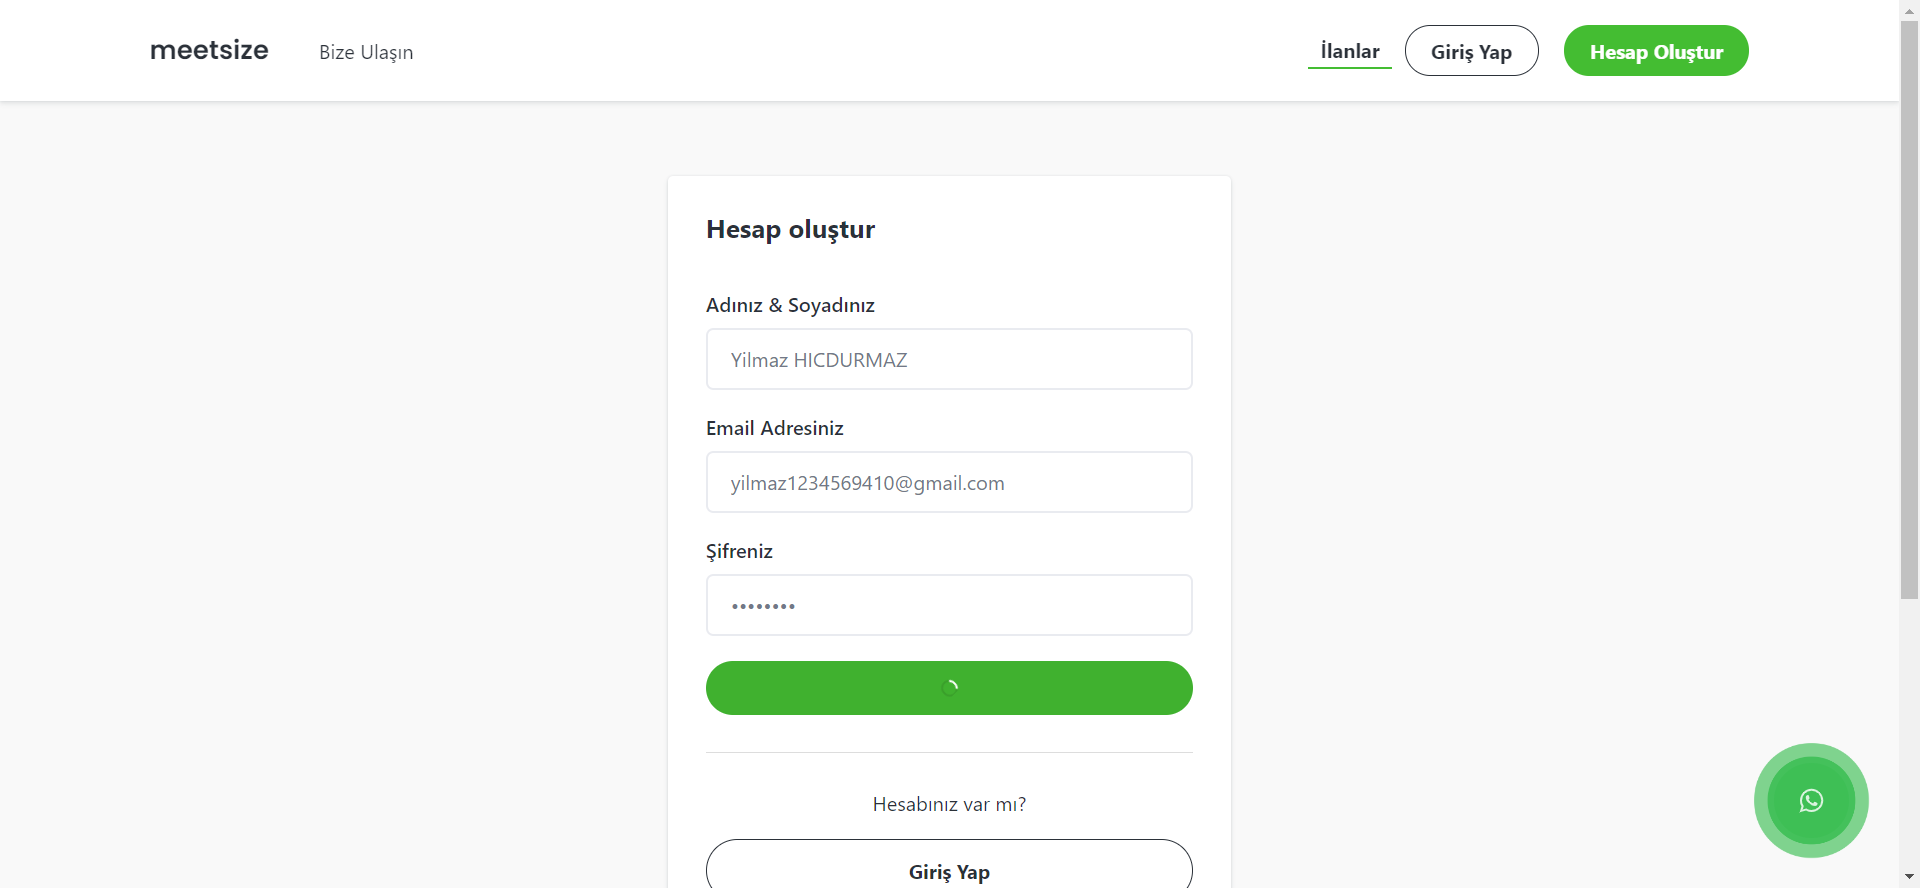 meetsize
Bize Ulaşın
İlanlar
Giriş Yap
Hesap Oluştur
Hesap oluştur
Adınız & Soyadınız
Yilmaz HICDURMAZ
Email Adresiniz
yilmaz1234569410@gmail.com
Şifreniz
••••••••
Hesabınız var mı?
Giriş Yap